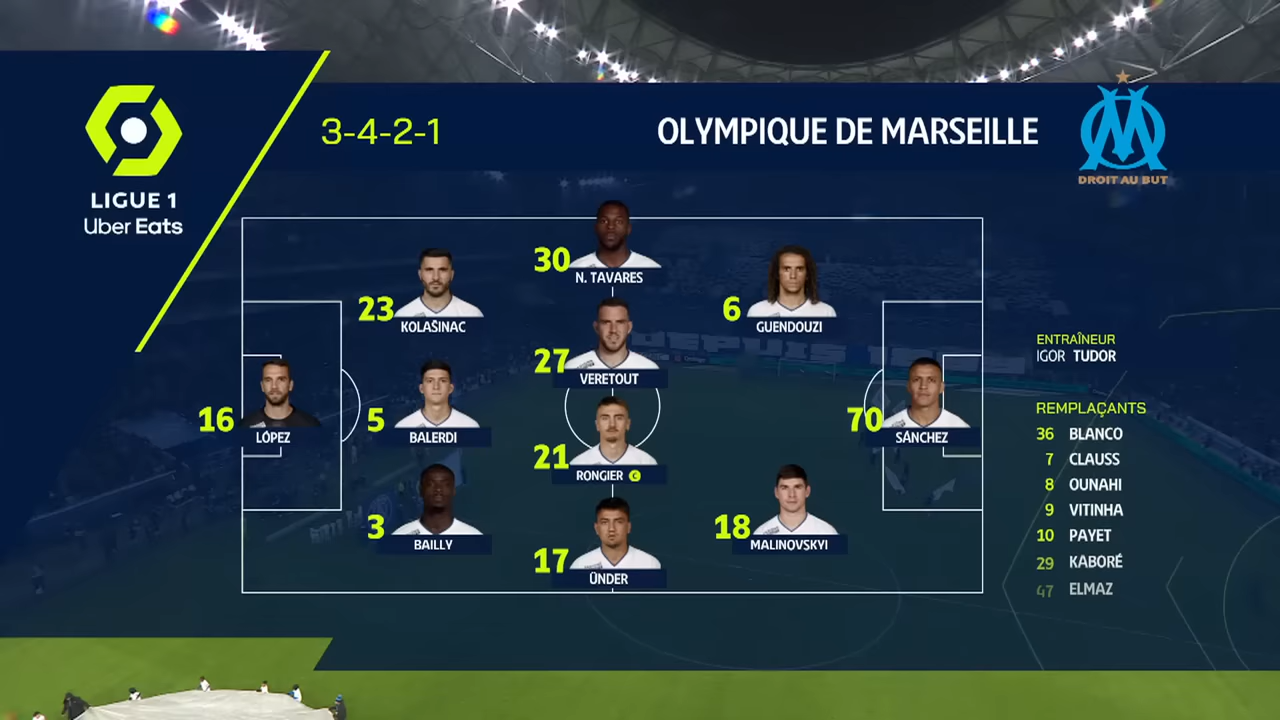 3-4-2-1
OLYMPIQUE DE MARSEILLE
LIGUE 1
Uber Eats
DROIT AU BUT
30
N. TAVARES
23
KOLAŠINAC
6
GUENDOUZI
27
VERETOUT
16
LÓPEZ
5
BALERDI
70
SÁNCHEZ
21
RONGIER C
3
BAILLY
17
ÜNDER
18
MALINOVSKYI
ENTRAÎNEUR
IGOR TUDOR
REMPLAÇANTS
36 BLANCO
7 CLAUSS
8 OUNAHI
9 VITINHA
10 PAYET
29 KABORÉ
47 ELMAZ
DEPUIS